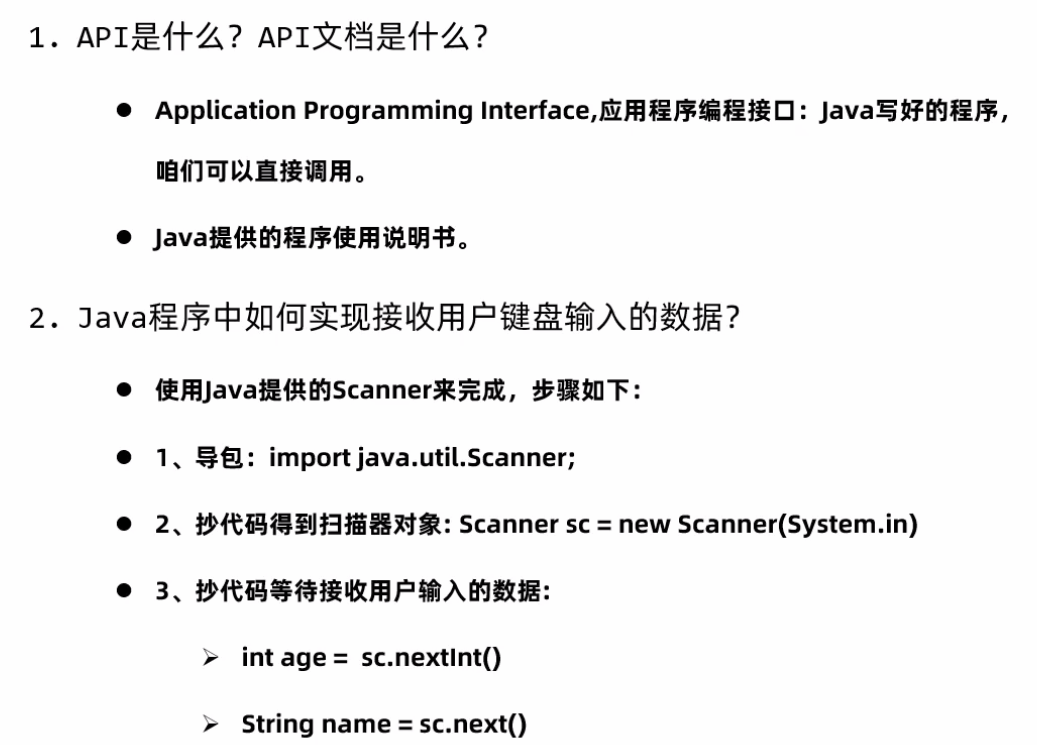 1. API是什么？API文档是什么？
● Application Programming Interface,应用程序编程接口：Java写好的程序，
咱们可以直接调用。
● Java提供的程序使用说明书。
2. Java程序中如何实现接收用户键盘输入的数据？
● 使用Java提供的Scanner来完成，步骤如下：
● 1、导包：import java.util.Scanner;
● 2、抄代码得到扫描器对象: Scanner sc = new Scanner(System.in)
● 3、抄代码等待接收用户输入的数据:
➢ int age = sc.nextInt()
➢ String name = sc.next()